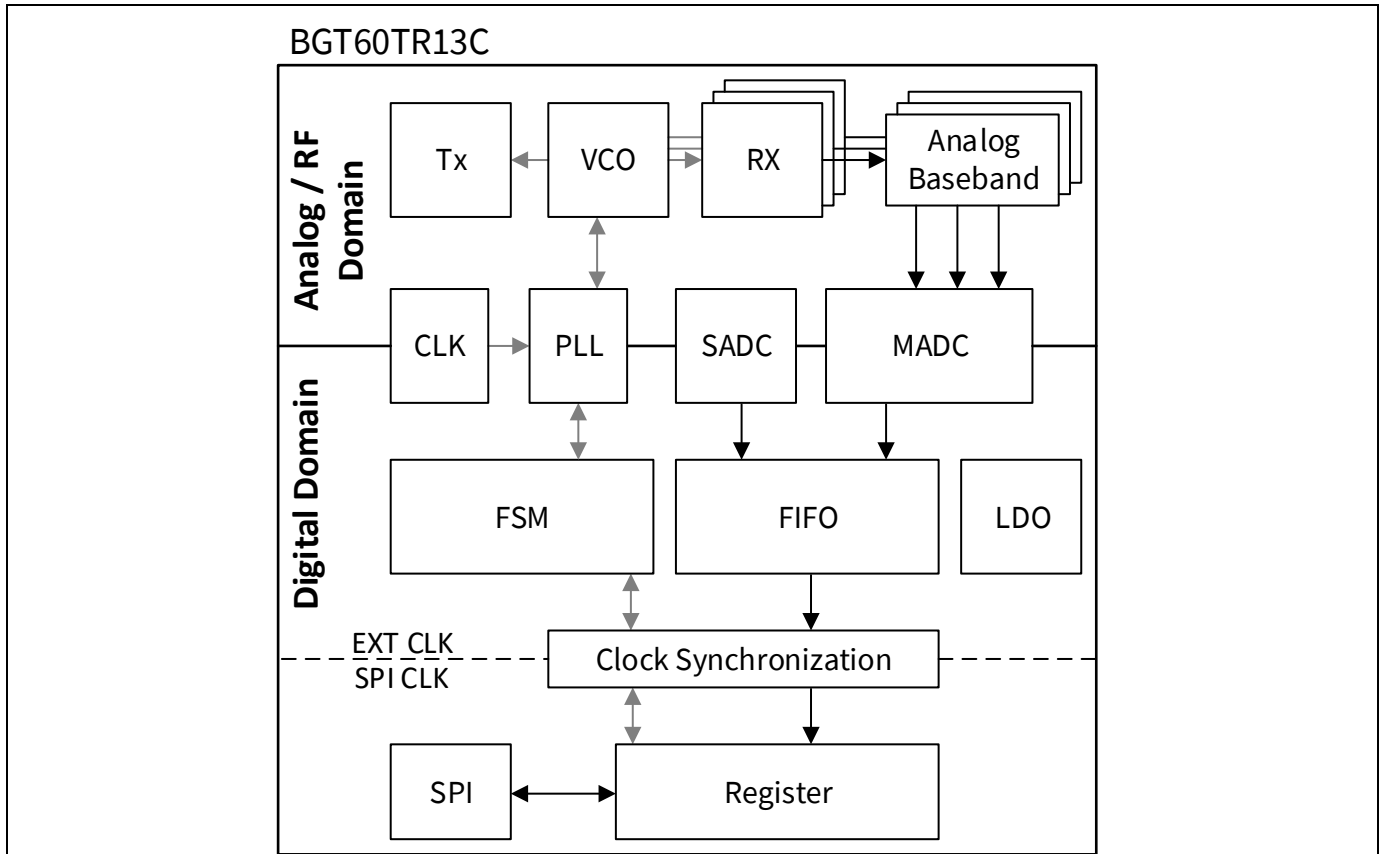 BGT60TR13C
Analog / RF
Domain
Tx
VCO
RX
Analog
Baseband
CLK
PLL
SADC
MADC
Digital Domain
FSM
FIFO
LDO
EXT CLK
Clock Synchronization
SPI CLK
SPI
Register